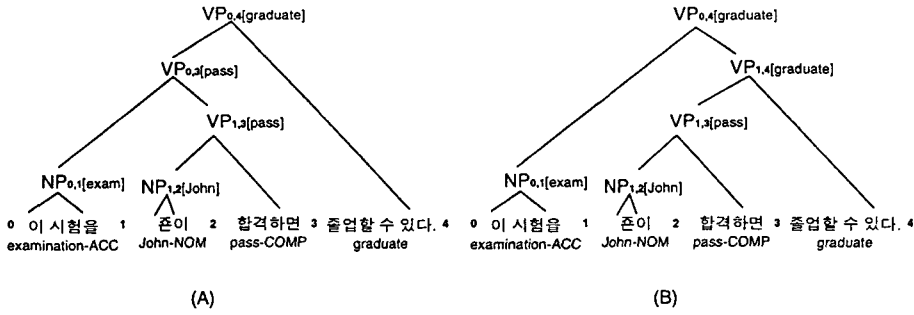 VP0,4[graduate] VP0,4[graduate]
VP0,3[pass] VP1,4[graduate]
VP1,3[pass] VP1,3[pass]
NP0,1[exam] NP1,2[John] NP0,1[exam] NP1,2[John]
0 이 시험을 1 존이 2 합격하면 3 졸업할 수 있다. 4 0 이 시험을 1 존이 2 합격하면 3 졸업할 수 있다. 4
examination-ACC John-NOM pass-COMP graduate examination-ACC John-NOM pass-COMP graduate
(A) (B)